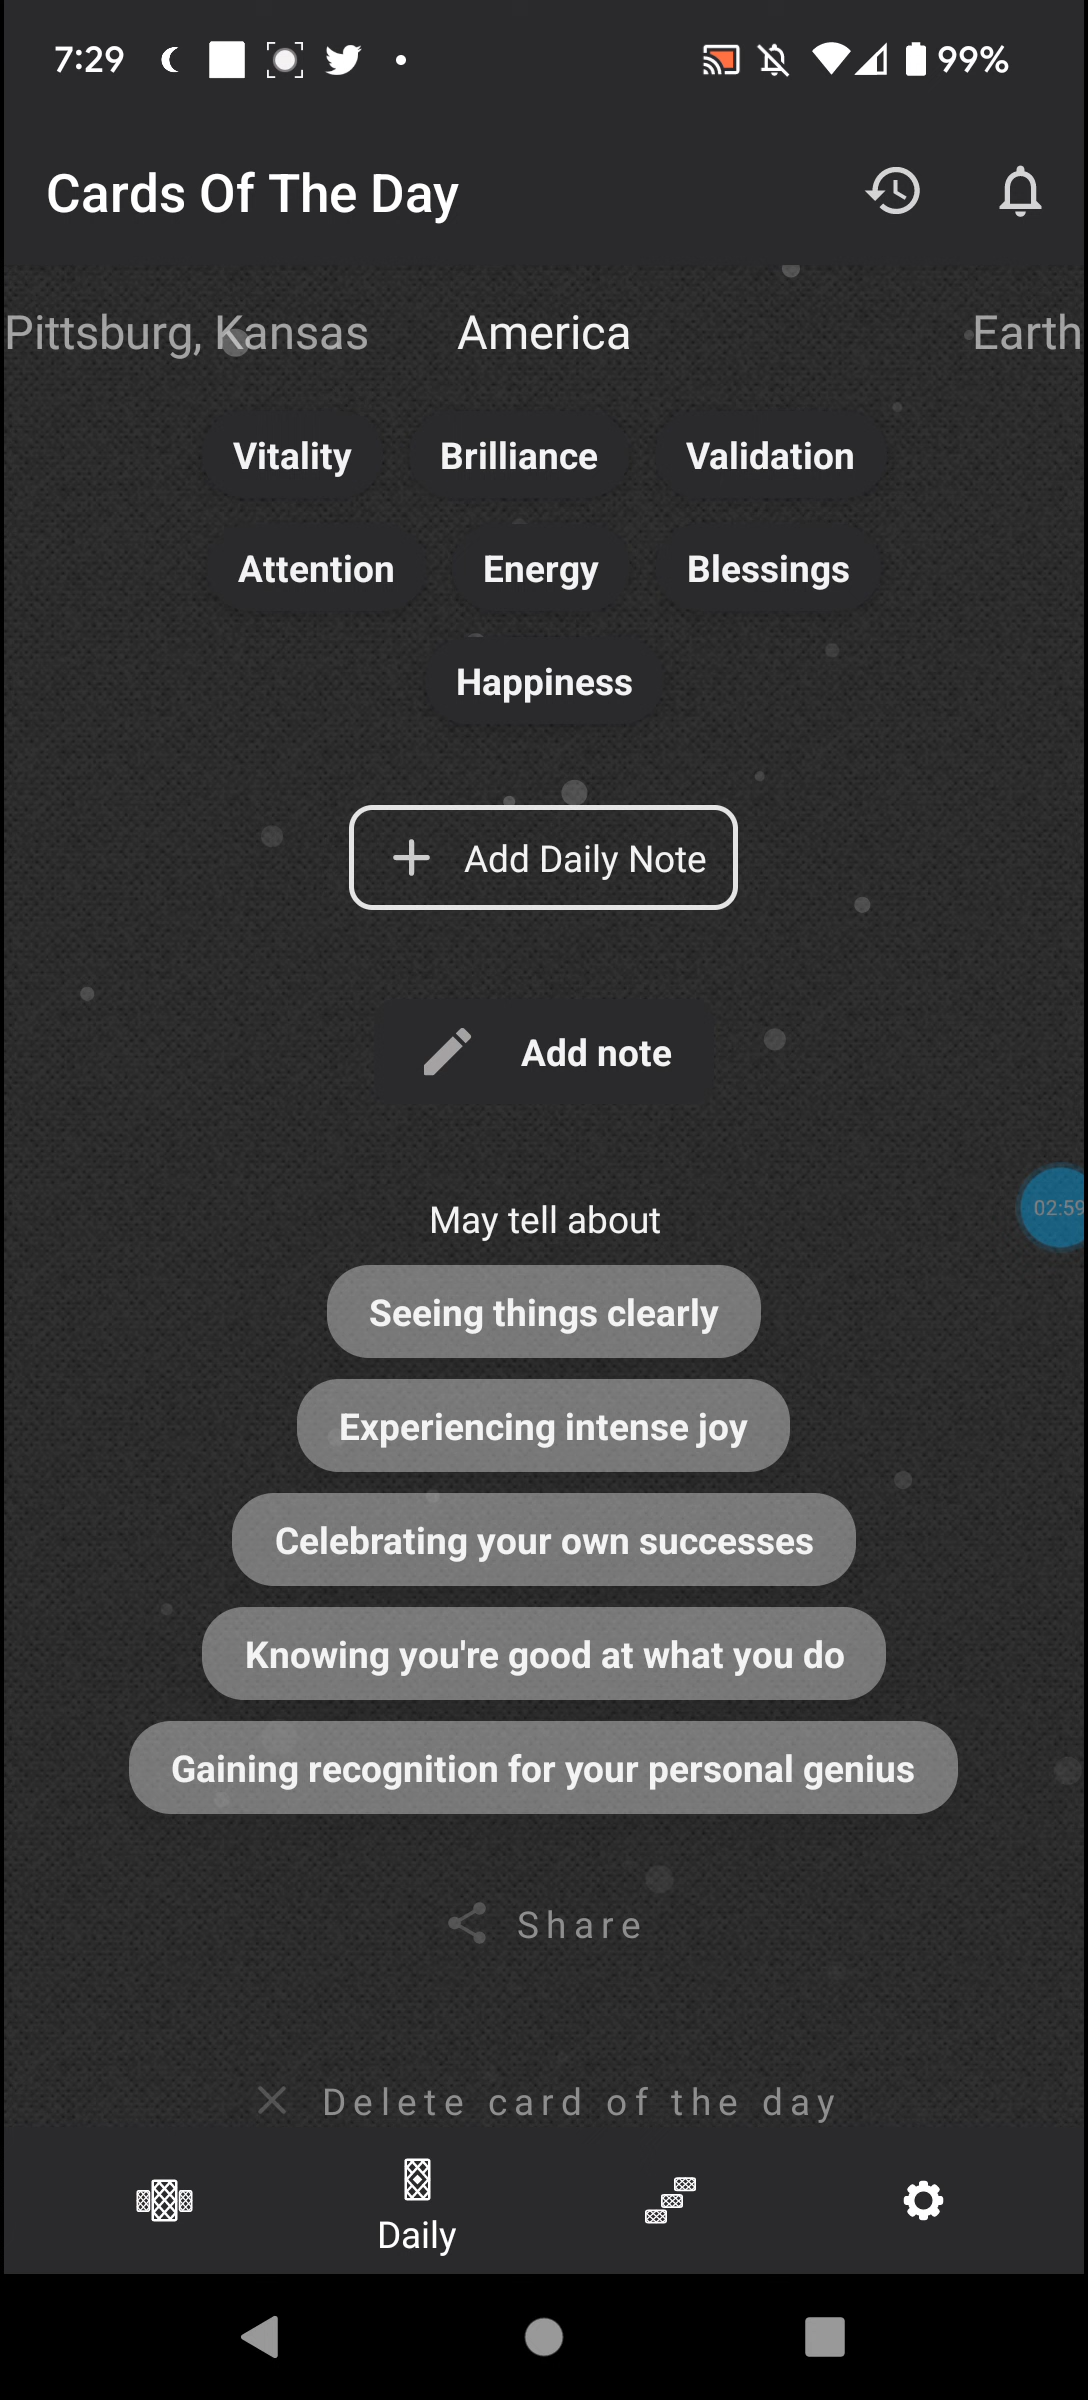 7:29 99%
Cards Of The Day
Pittsburg, Kansas America Earth
Vitality Brilliance Validation
Attention Energy Blessings
Happiness
Add Daily Note
Add note
02:59
May tell about
Seeing things clearly
Experiencing intense joy
Celebrating your own successes
Knowing you're good at what you do
Gaining recognition for your personal genius
Share
Delete card of the day
Daily